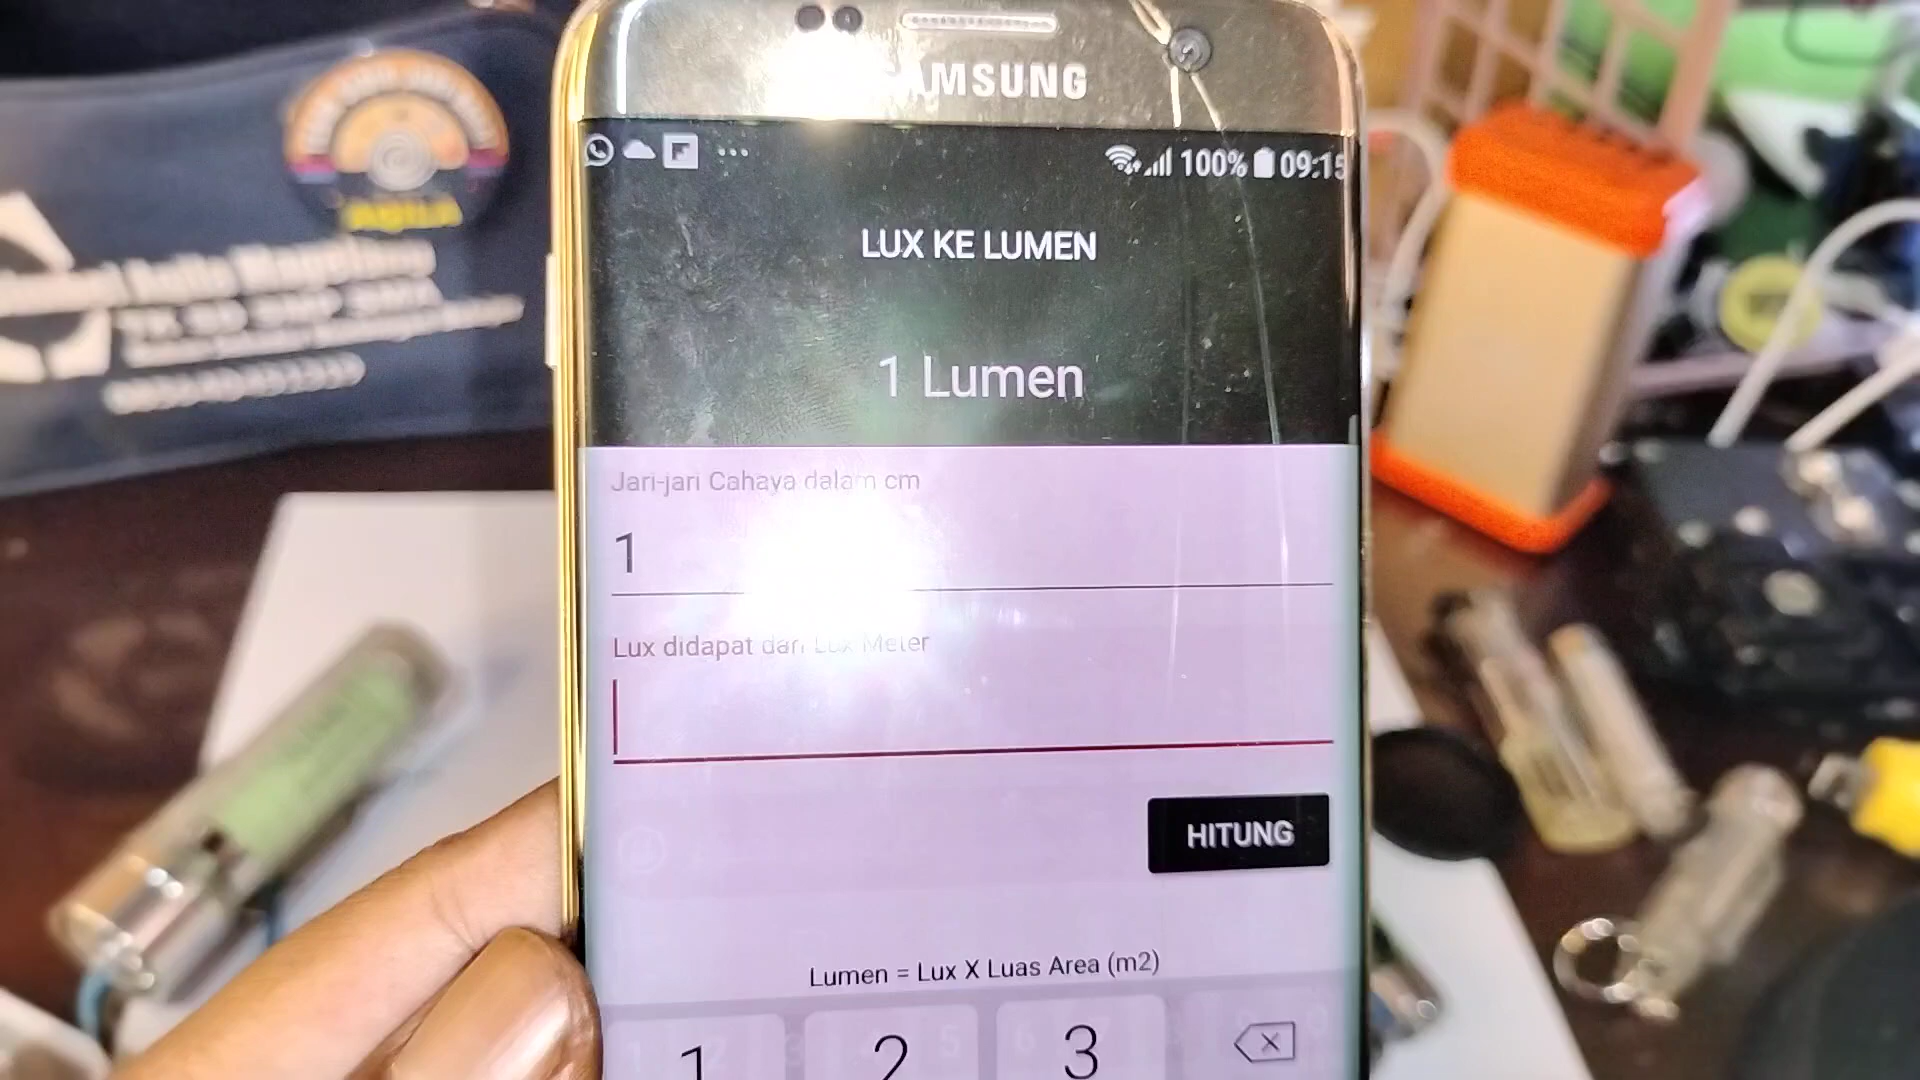 SAMSUNG
100% 09:15
LUX KE LUMEN
1 Lumen
Jari-jari Cahaya dalam cm
1
Lux didapat dari Lux Meter
HITUNG
Lumen = Lux X Luas Area (m2)
1 2 3